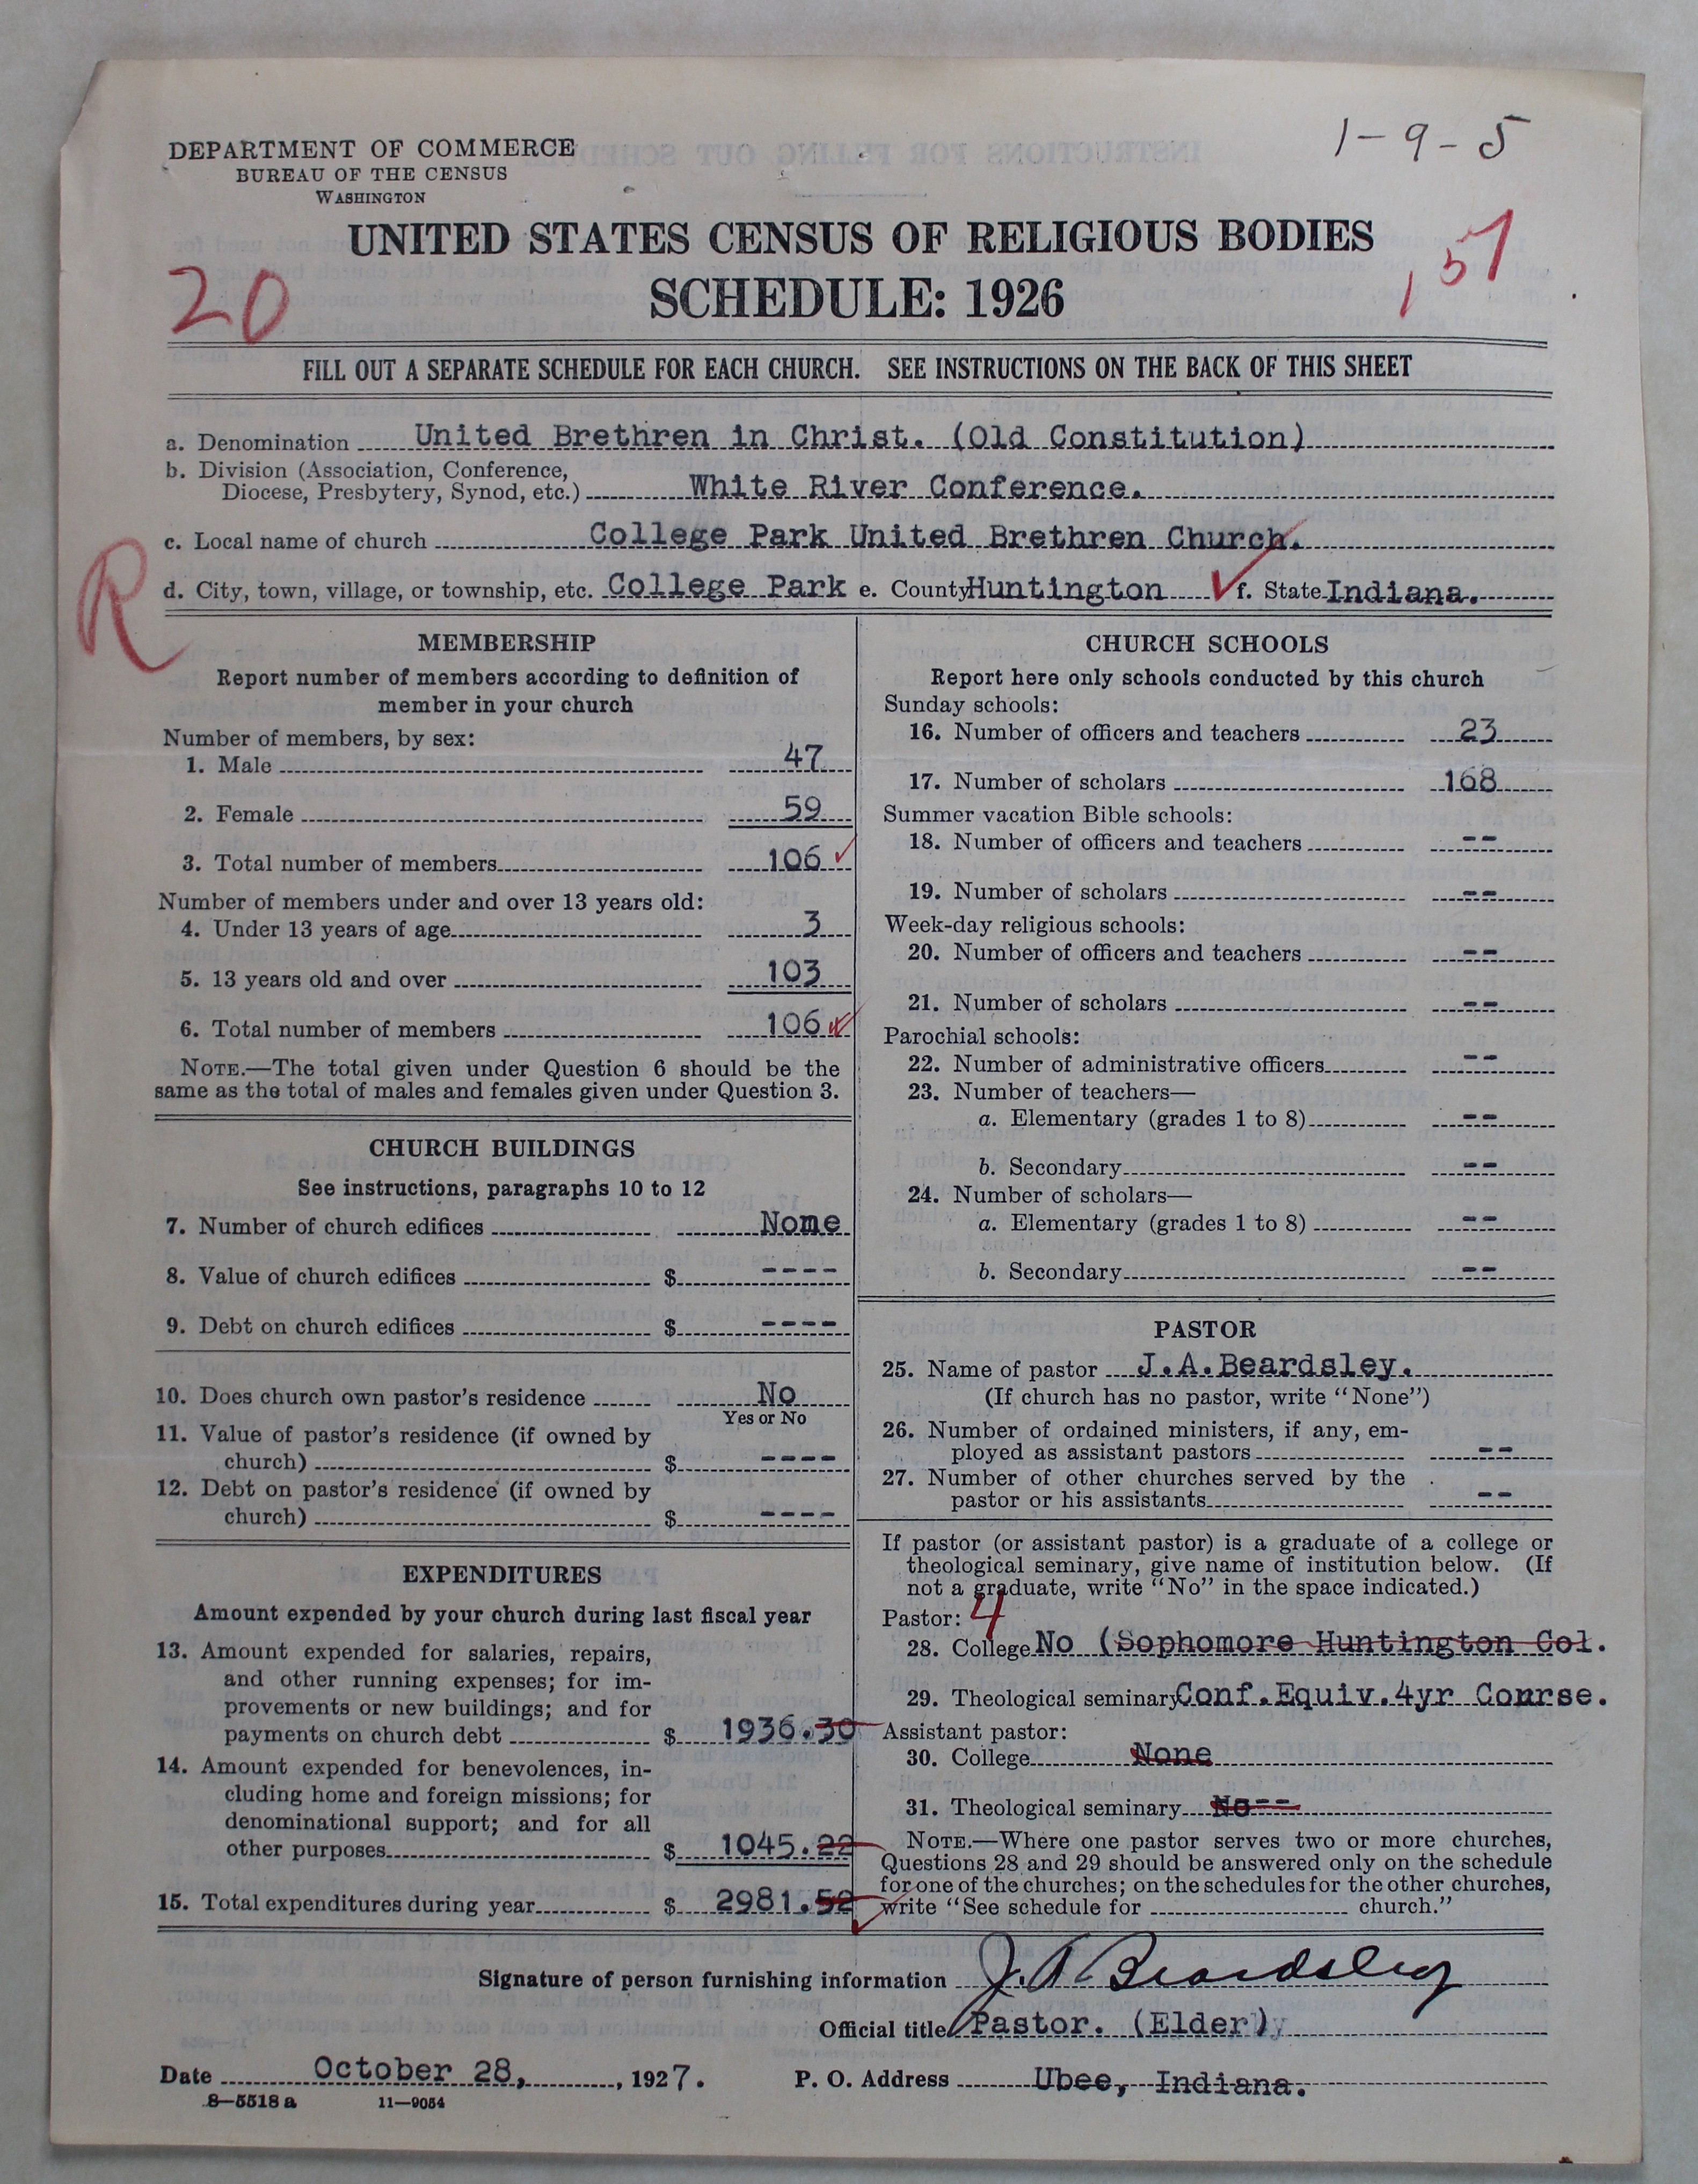 1-9-5
DEPARTMENT OF COMMERCE
BUREAU OF THE CENSUS
WASHINGTON
UNITED STATES CENSUS OF RELIGIOUS BODIES
SCHEDULE: 1926
20
157
FILL OUT A SEPARATE SCHEDULE FOR EACH CHURCH. SEE INSTRUCTIONS ON THE BACK OF THIS SHEET
a. Denomination United Brethren in Christ. (Old Constitution)
b. Division (Association, Conference,
Diocese, Presbytery, Synod, etc.) White River Conference.
c. Local name of church College Park United Brethren Church.
R
d. City, town, village, or township, etc. College Park e. County Huntington ✓ f. State Indiana.
MEMBERSHIP
Report number of members according to definition of
member in your church
Number of members, by sex:
1. Male 47
2. Female 59
3. Total number of members 106 ✓
Number of members under and over 13 years old:
4. Under 13 years of age 3
5. 13 years old and over 103
6. Total number of members 106 ✓
NOTE.—The total given under Question 6 should be the
same as the total of males and females given under Question 3.
CHURCH BUILDINGS
See instructions, paragraphs 10 to 12
7. Number of church edifices None
8. Value of church edifices $ ----
9. Debt on church edifices $ ----
10. Does church own pastor's residence No
Yes or No
11. Value of pastor's residence (if owned by
church) $ ----
12. Debt on pastor's residence (if owned by
church) $ ----
EXPENDITURES
Amount expended by your church during last fiscal year
13. Amount expended for salaries, repairs,
and other running expenses; for im-
provements or new buildings; and for
payments on church debt $ 1936.30
14. Amount expended for benevolences, in-
cluding home and foreign missions; for
denominational support; and for all
other purposes $ 1045.22
15. Total expenditures during year $ 2981.52
CHURCH SCHOOLS
Report here only schools conducted by this church
Sunday schools:
16. Number of officers and teachers 23
17. Number of scholars 168
Summer vacation Bible schools:
18. Number of officers and teachers --
19. Number of scholars --
Week-day religious schools:
20. Number of officers and teachers --
21. Number of scholars --
Parochial schools:
22. Number of administrative officers --
23. Number of teachers—
a. Elementary (grades 1 to 8) --
b. Secondary --
24. Number of scholars—
a. Elementary (grades 1 to 8) --
b. Secondary --
PASTOR
25. Name of pastor J.A.Beardsley.
(If church has no pastor, write "None")
26. Number of ordained ministers, if any, em-
ployed as assistant pastors --
27. Number of other churches served by the
pastor or his assistants --
If pastor (or assistant pastor) is a graduate of a college or
theological seminary, give name of institution below. (If
not a graduate, write "No" in the space indicated.)
Pastor: 4
28. College No (Sophomore Huntington Col.
29. Theological seminary Conf.Equiv.4yr Course.
Assistant pastor:
30. College None
31. Theological seminary No--
NOTE.—Where one pastor serves two or more churches,
Questions 28 and 29 should be answered only on the schedule
for one of the churches; on the schedules for the other churches,
write "See schedule for church."
Signature of person furnishing information J. A. Beardsley
Official title Pastor. (Elder)
Date October 28, , 1927.
P. O. Address Ubee, Indiana.
8—5518 a 11—9054